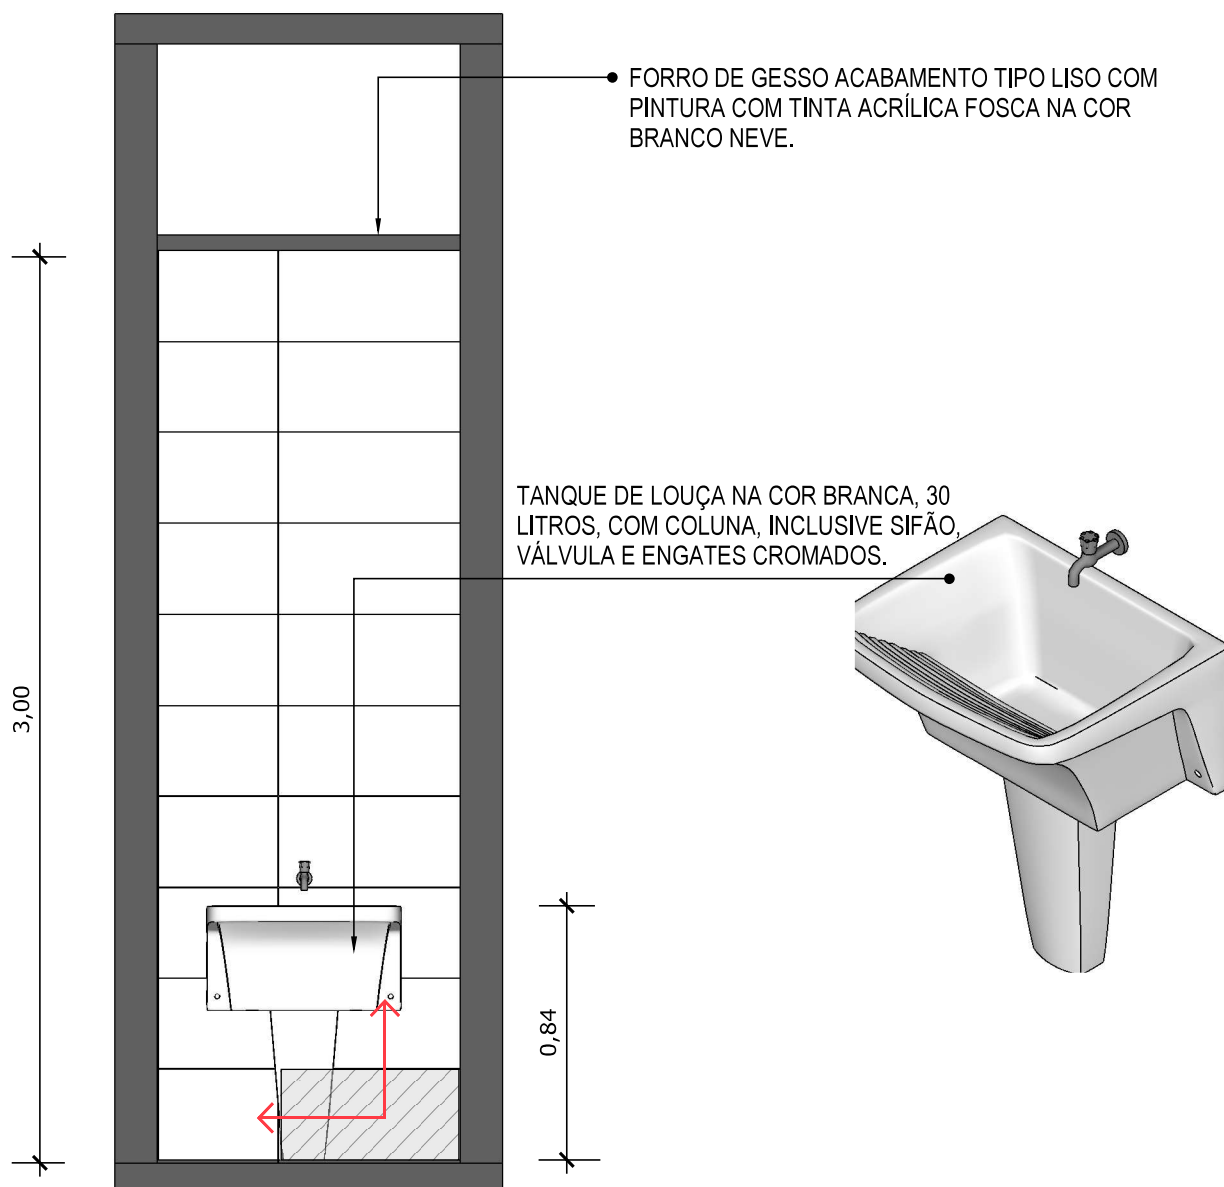 FORRO DE GESSO ACABAMENTO TIPO LISO COM
PINTURA COM TINTA ACRÍLICA FOSCA NA COR
BRANCO NEVE.
TANQUE DE LOUÇA NA COR BRANCA, 30
LITROS, COM COLUNA, INCLUSIVE SIFÃO,
VÁLVULA E ENGATES CROMADOS.
3,00
0,84